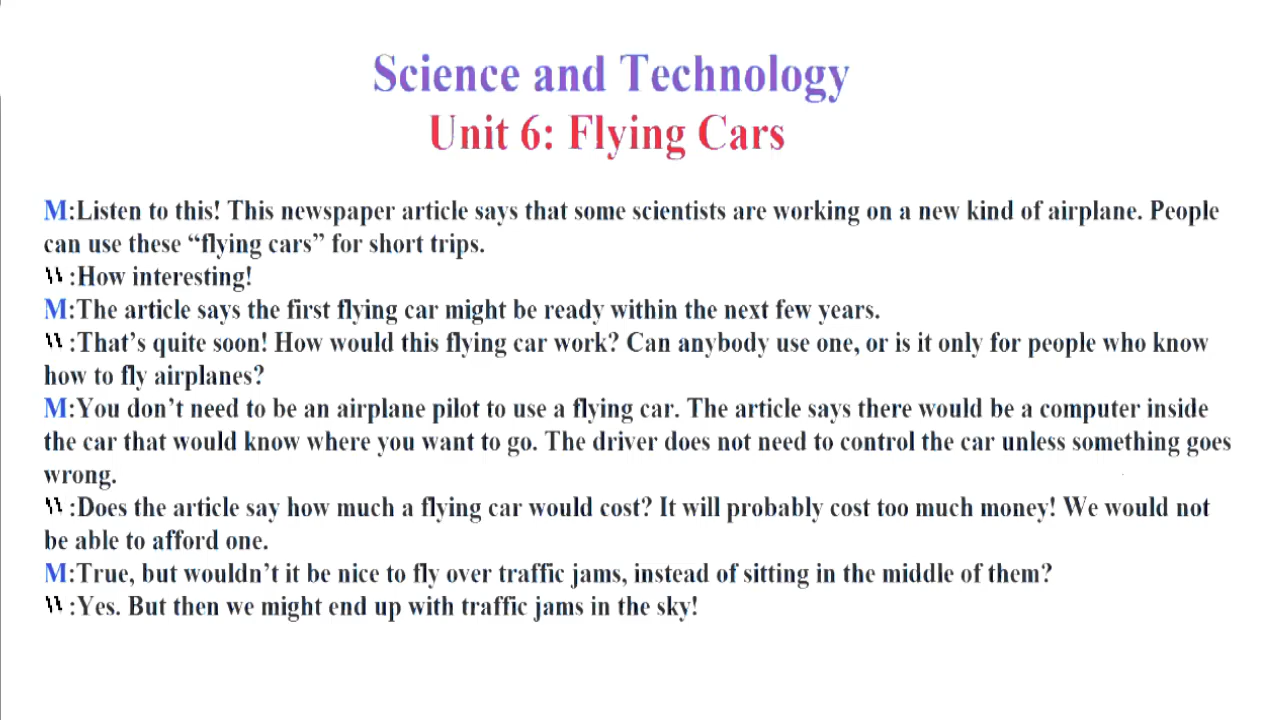 Science and Technology
Unit 6: Flying Cars
M:Listen to this! This newspaper article says that some scientists are working on a new kind of airplane. People
can use these “flying cars” for short trips.
:How interesting!
M:The article says the first flying car might be ready within the next few years.
:That’s quite soon! How would this flying car work? Can anybody use one, or is it only for people who know
how to fly airplanes?
M:You don’t need to be an airplane pilot to use a flying car. The article says there would be a computer inside
the car that would know where you want to go. The driver does not need to control the car unless something goes
wrong.
:Does the article say how much a flying car would cost? It will probably cost too much money! We would not
be able to afford one.
M:True, but wouldn’t it be nice to fly over traffic jams, instead of sitting in the middle of them?
:Yes. But then we might end up with traffic jams in the sky!